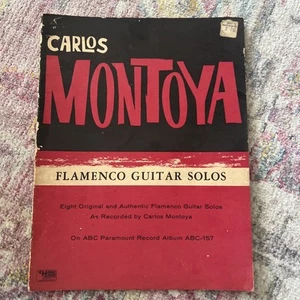 CARLOS
MONTOYA
FLAMENCO GUITAR SOLOS
Eight Original and Authentic Flamenco Guitar Solos
As Recorded by Carlos Montoya
On ABC Paramount Record Album ABC-157